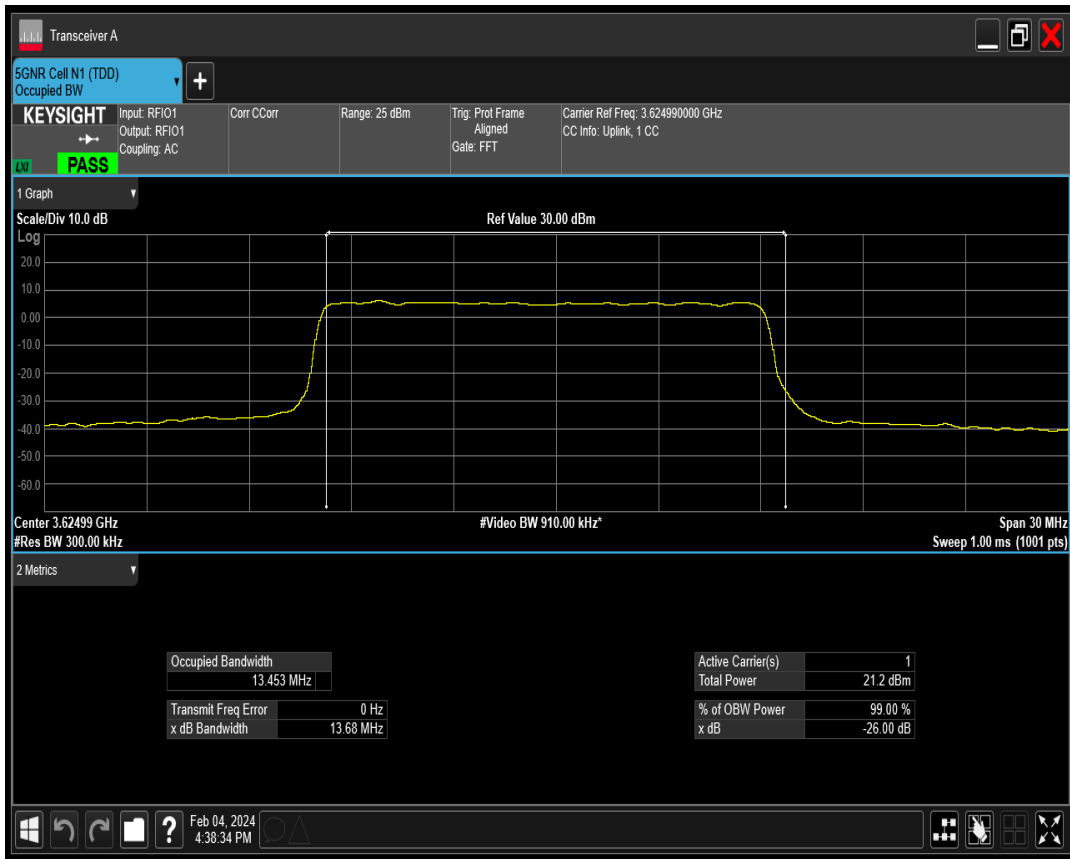 Transceiver A
5GNR Cell N1 (TDD)
Occupied BW
+
KEYSIGHT
LXI
PASS
Input: RFIO1
Output: RFIO1
Coupling: AC
Corr CCorr
Range: 25 dBm
Trig: Prot Frame
Aligned
Gate: FFT
Carrier Ref Freq: 3.624990000 GHz
CC Info: Uplink, 1 CC
1 Graph
Scale/Div 10.0 dB
Ref Value 30.00 dBm
Log
20.0
10.0
0.00
-10.0
-20.0
-30.0
-40.0
-50.0
-60.0
Center 3.62499 GHz
#Video BW 910.00 kHz*
Span 30 MHz
#Res BW 300.00 kHz
Sweep 1.00 ms (1001 pts)
2 Metrics
Occupied Bandwidth
13.453 MHz
Transmit Freq Error 0 Hz
x dB Bandwidth 13.68 MHz
Active Carrier(s) 1
Total Power 21.2 dBm
% of OBW Power 99.00 %
x dB -26.00 dB
?
Feb 04, 2024
4:38:34 PM